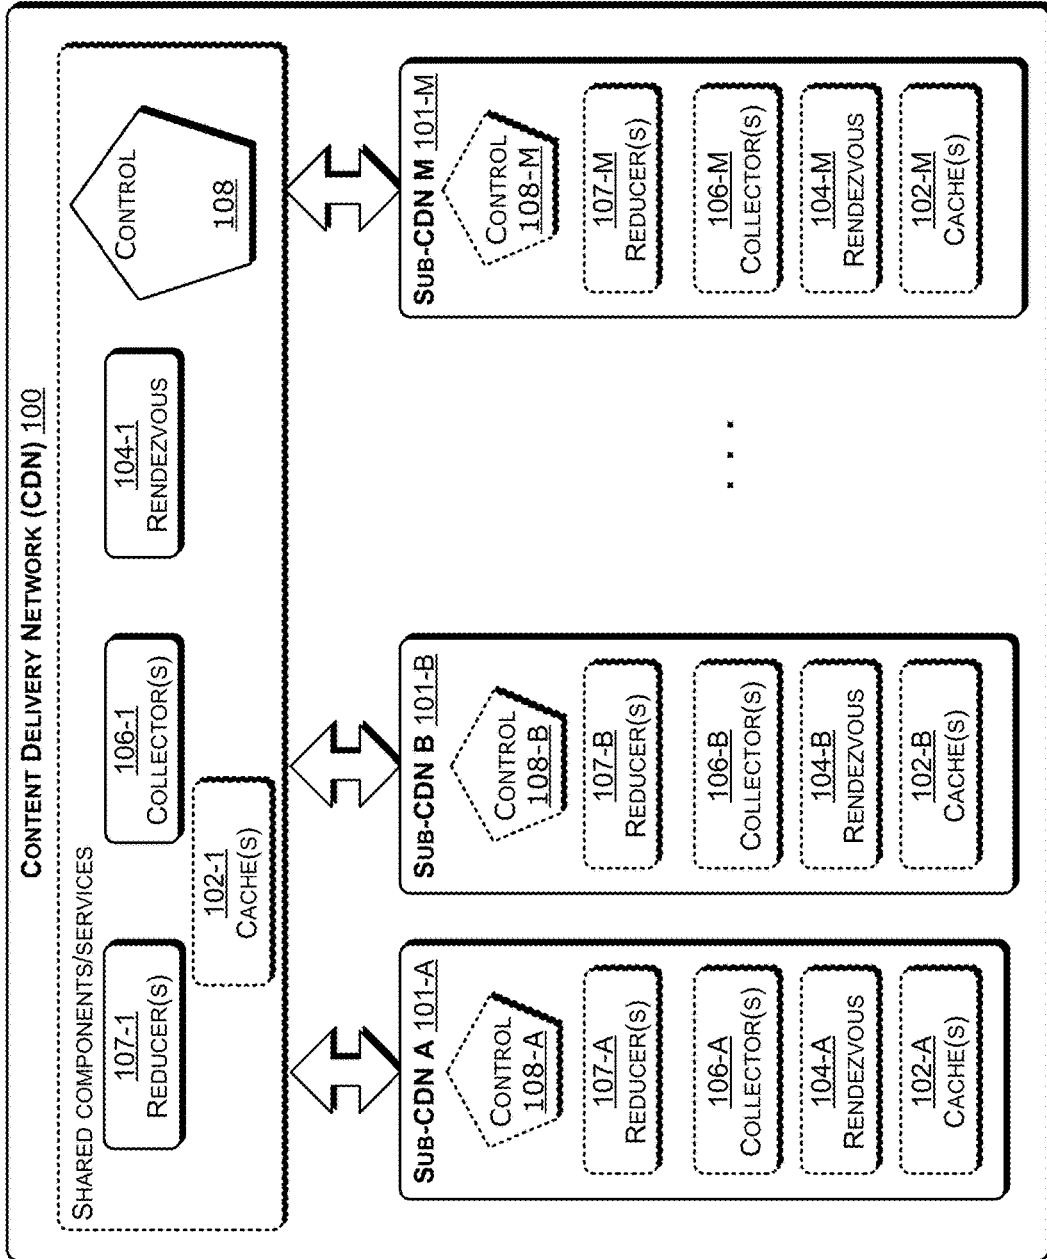 CONTENT DELIVERY NETWORK (CDN) 100
SHARED COMPONENTS/SERVICES
107-1
REDUCER(S)
106-1
COLLECTOR(S)
104-1
RENDEZVOUS
CONTROL
108
102-1
CACHE(S)
SUB-CDN A 101-A
CONTROL
108-A
107-A
REDUCER(S)
106-A
COLLECTOR(S)
104-A
RENDEZVOUS
102-A
CACHE(S)
SUB-CDN B 101-B
CONTROL
108-B
107-B
REDUCER(S)
106-B
COLLECTOR(S)
104-B
RENDEZVOUS
102-B
CACHE(S)
. . .
SUB-CDN M 101-M
CONTROL
108-M
107-M
REDUCER(S)
106-M
COLLECTOR(S)
104-M
RENDEZVOUS
102-M
CACHE(S)